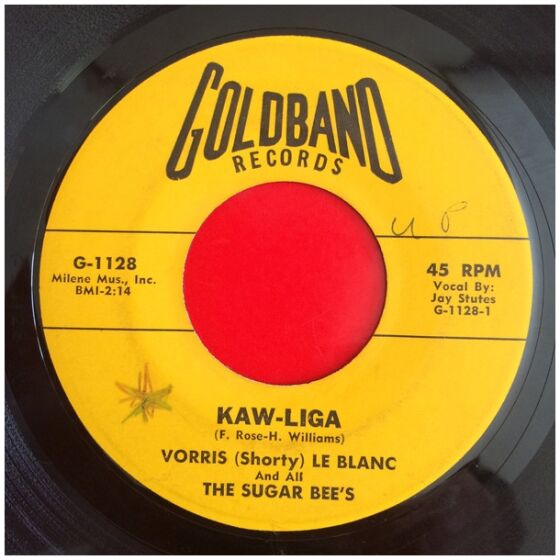 GOLDBAND
RECORDS
U P
G-1128
Milene Mus., Inc.
BMI-2:14
45 RPM
Vocal By:
Jay Stutes
G-1128-1
KAW-LIGA
(F. Rose-H. Williams)
VORRIS (Shorty) LE BLANC
And All
THE SUGAR BEE'S